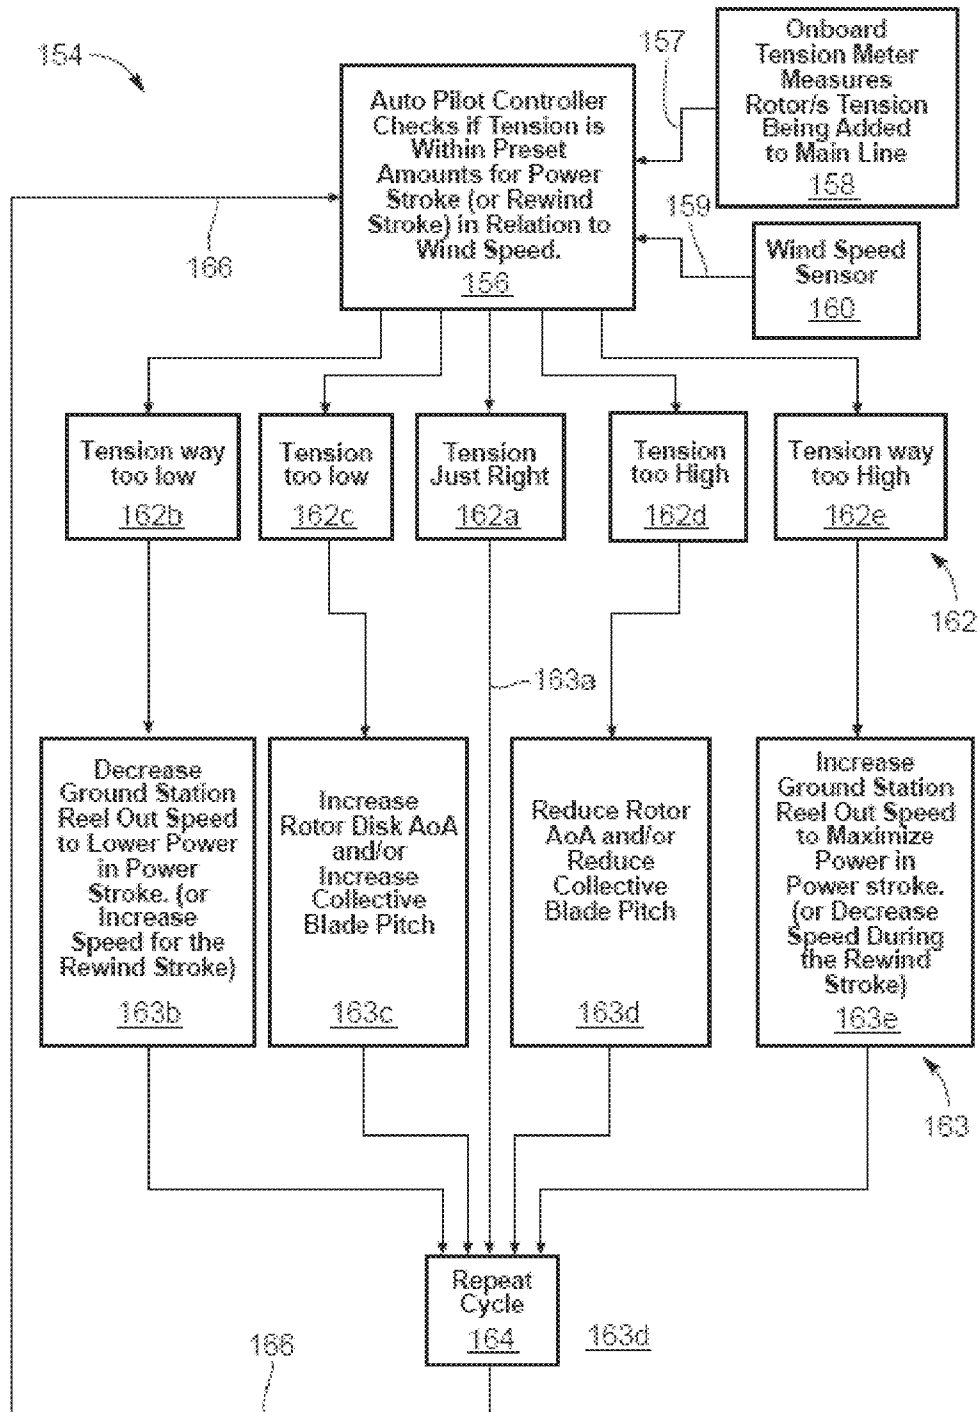 154
Auto Pilot Controller
Checks if Tension is
Within Preset
Amounts for Power
Stroke (or Rewind
Stroke) in Relation to
Wind Speed.
156
157
Onboard
Tension Meter
Measures
Rotor/s Tension
Being Added
to Main Line
158
159
Wind Speed
Sensor
160
166
Tension way
too low
162b
Tension
too low
162c
Tension
Just Right
162a
Tension
too High
162d
Tension way
too High
162e
162
163a
Decrease
Ground Station
Reel Out Speed
to Lower Power
in Power
Stroke. (or
Increase
Speed for the
Rewind Stroke)
163b
Increase
Rotor Disk AoA
and/or
Increase
Collective
Blade Pitch
163c
Reduce Rotor
AoA and/or
Reduce
Collective
Blade Pitch
163d
Increase
Ground Station
Reel Out Speed
to Maximize
Power in
Power stroke.
(or Decrease
Speed During
the Rewind
Stroke)
163e
163
Repeat
Cycle
164
163d
166